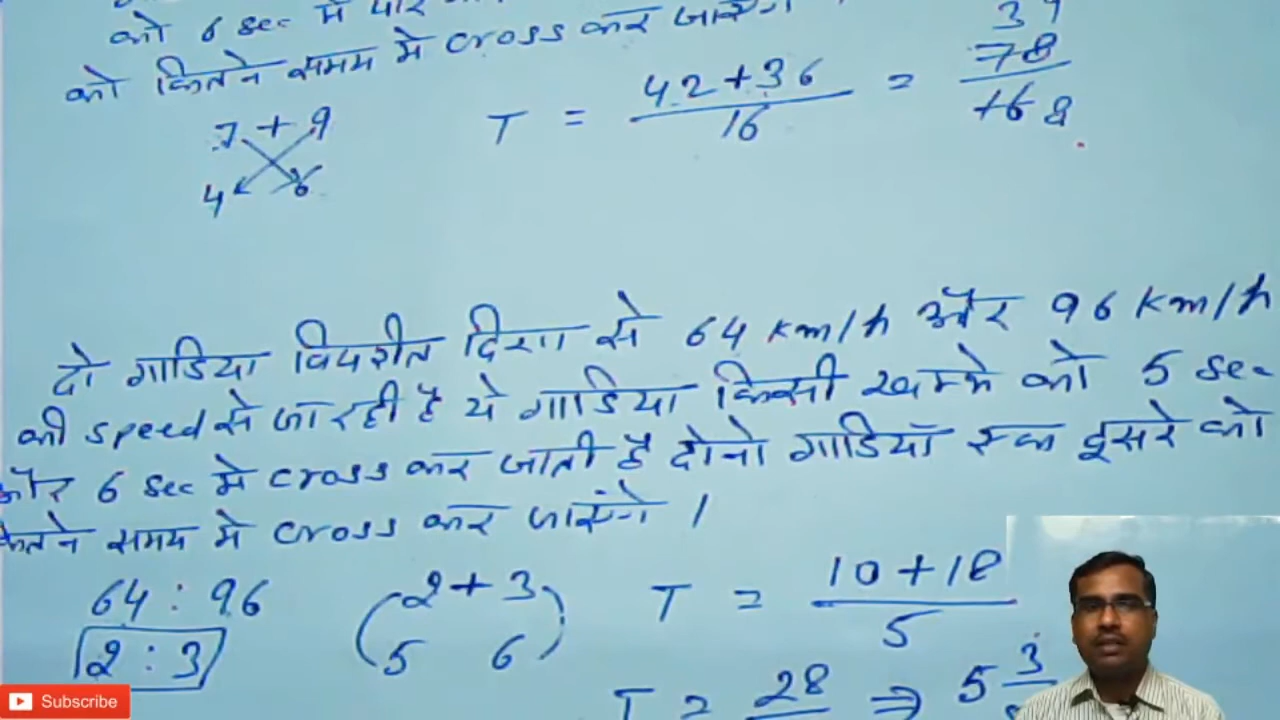 को 6 sec में पार
को कितने समय मे cross कर जाएंगे
7 + 9
4 6
T = 42+36 / 16 = 39 78 / 16 8
दो गाडिया विपरीत दिशा से 64 km/h और 96 km/h
की speed से जा रही है ये गाडिया किसी खम्भे को 5 sec
और 6 sec मे cross कर जाती है दोनो गाडियाँ एक दूसरे को
कितने समय मे cross कर जाएंगे ।
64 : 96
2 : 3
(2 + 3)
5 6
T = 10+18 / 5
T = 28 ⇒ 5 3
Subscribe